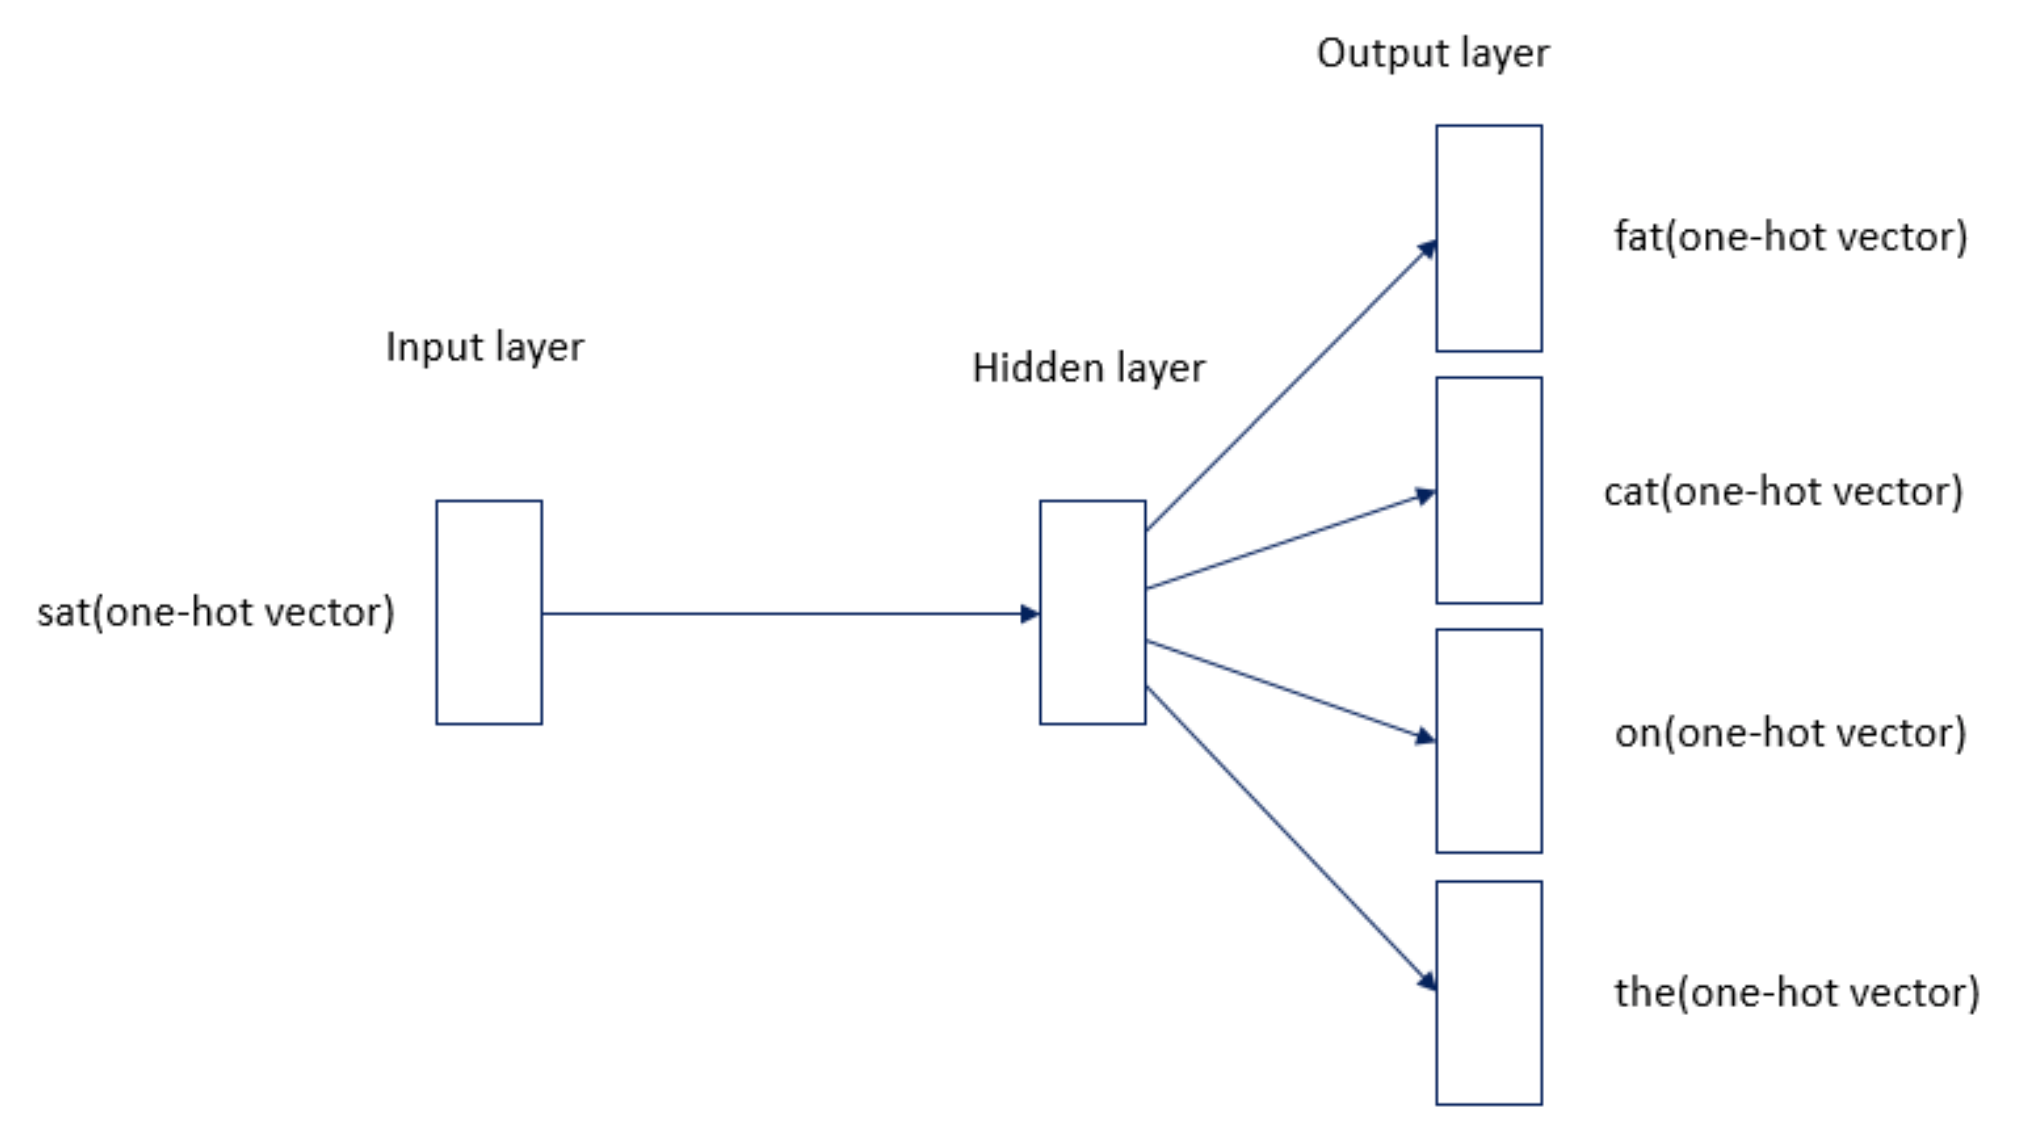 Output layer
fat(one-hot vector)
Input layer
Hidden layer
cat(one-hot vector)
sat(one-hot vector)
on(one-hot vector)
the(one-hot vector)